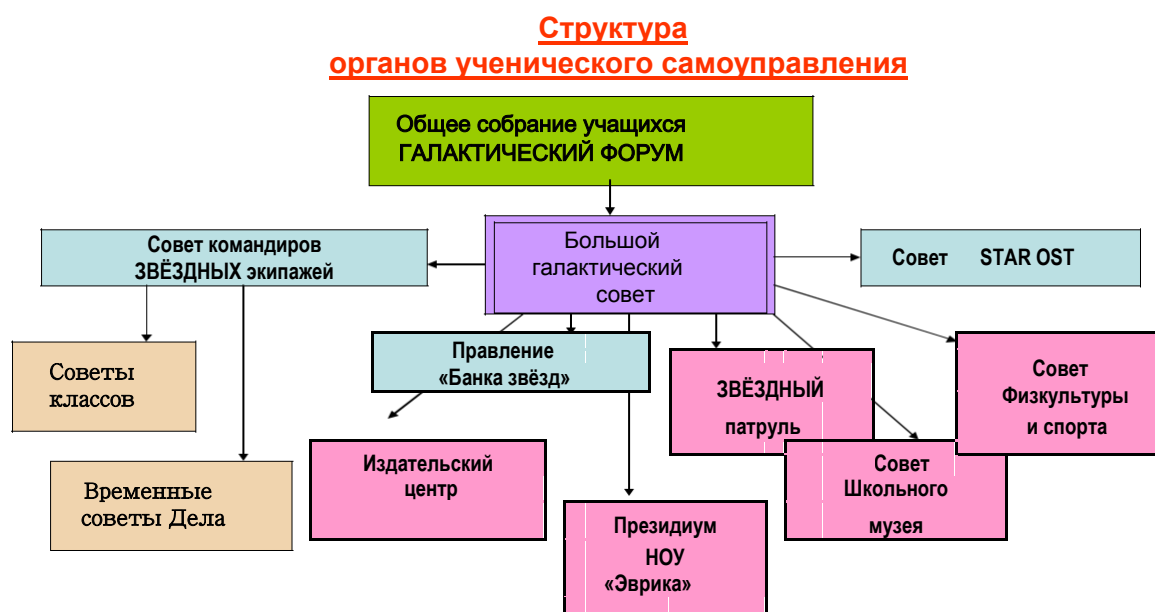 Структура
органов ученического самоуправления
Общее собрание учащихся
ГАЛАКТИЧЕСКИЙ ФОРУМ
Большой
галактический
совет
Совет командиров
ЗВЁЗДНЫХ экипажей
Совет STAR OST
Правление
«Банка звёзд»
Советы
классов
Временные
советы Дела
Издательский
центр
Президиум
НОУ
«Эврика»
ЗВЁЗДНЫЙ
патруль
Совет
Школьного
музея
Совет
Физкультуры
и спорта